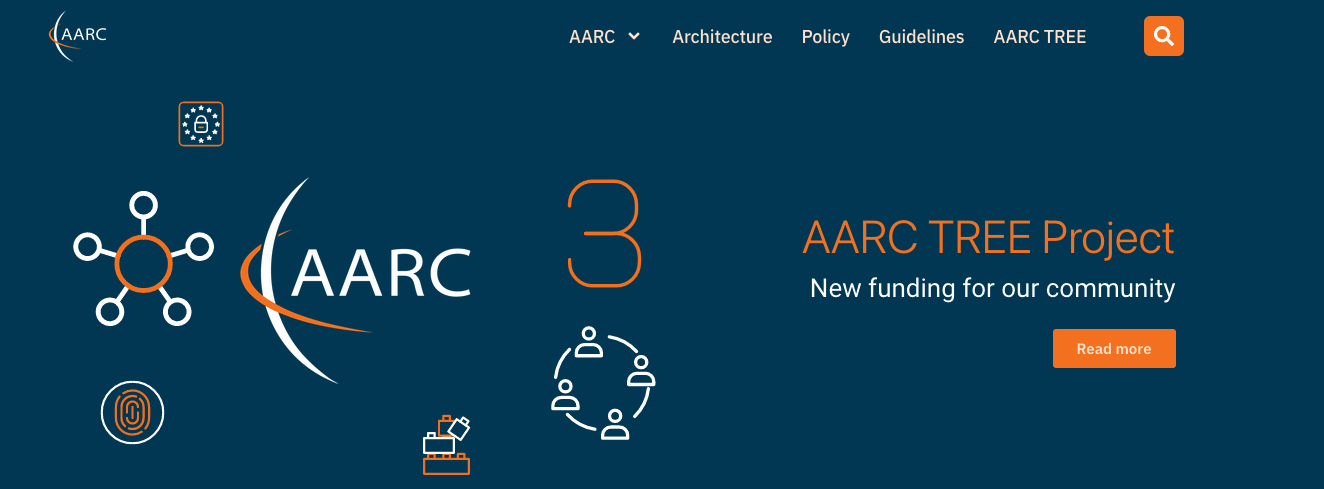 AARC
AARC Architecture Policy Guidelines AARC TREE
AARC
3
AARC TREE Project
New funding for our community
Read more